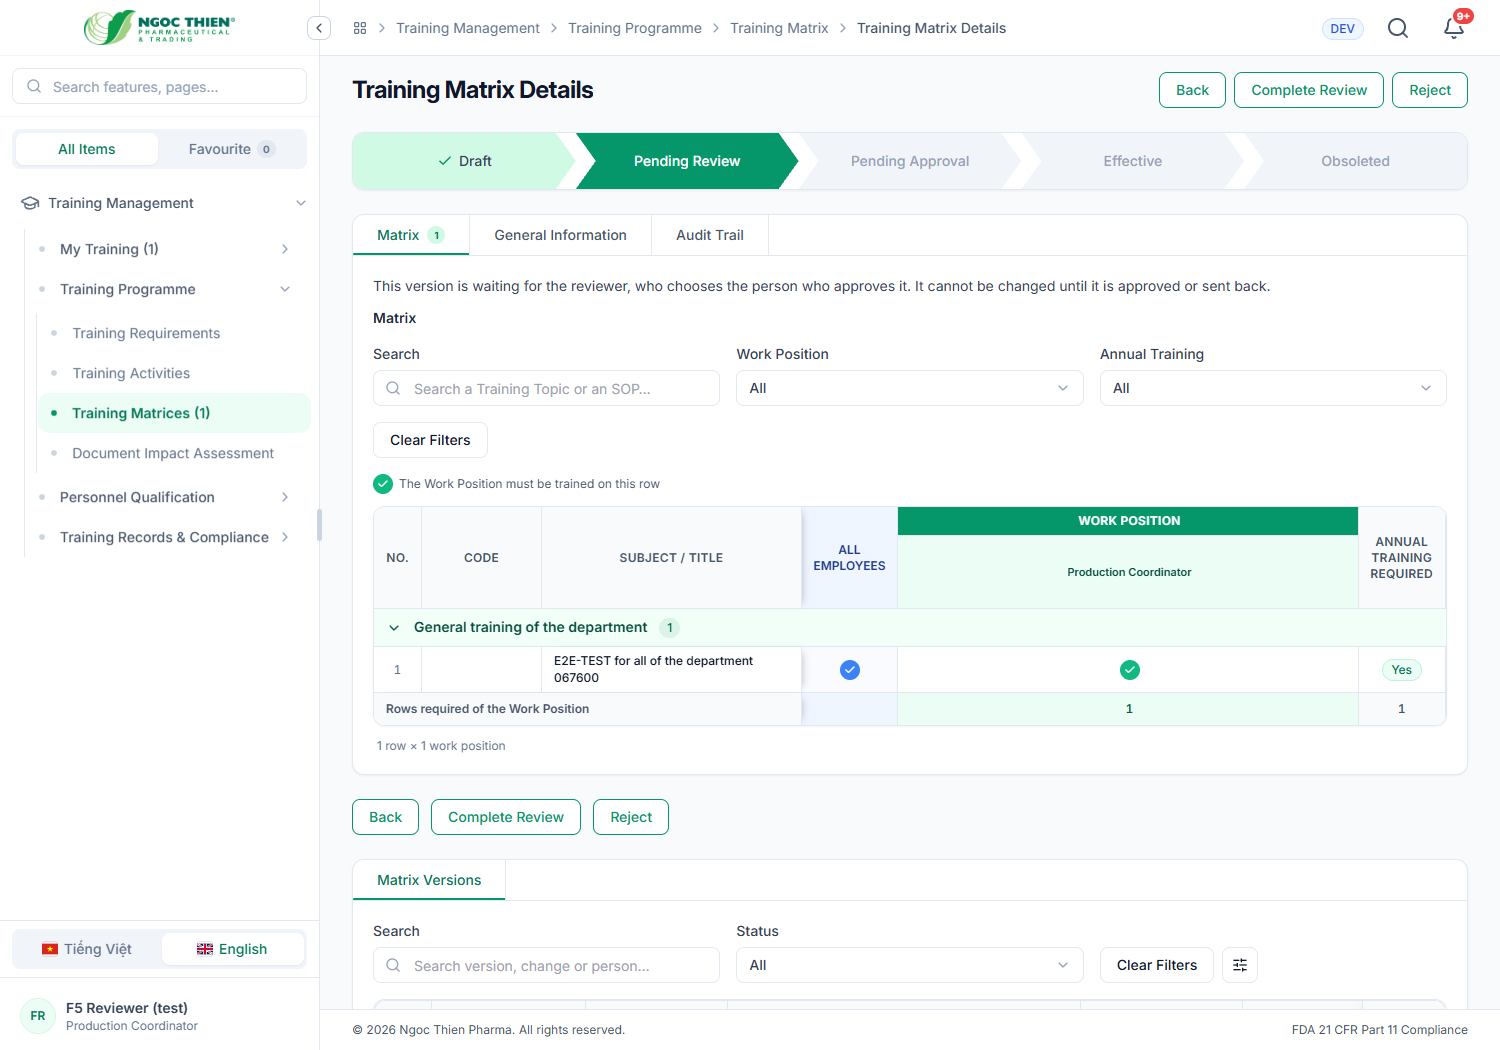 NGOC THIEN®
PHARMACEUTICAL
& TRADING
Training Management
Training Programme
Training Matrix
Training Matrix Details
DEV
9+
Search features, pages...
All Items
Favourite 0
Training Management
My Training (1)
Training Programme
Training Requirements
Training Activities
Training Matrices (1)
Document Impact Assessment
Personnel Qualification
Training Records & Compliance
Tiếng Việt
English
FR
F5 Reviewer (test)
Production Coordinator
Training Matrix Details
Back
Complete Review
Reject
Draft
Pending Review
Pending Approval
Effective
Obsoleted
Matrix 1
General Information
Audit Trail
This version is waiting for the reviewer, who chooses the person who approves it. It cannot be changed until it is approved or sent back.
Matrix
Search
Work Position
Annual Training
Search a Training Topic or an SOP...
All
All
Clear Filters
The Work Position must be trained on this row
NO.
CODE
SUBJECT / TITLE
ALL
EMPLOYEES
WORK POSITION
Production Coordinator
ANNUAL
TRAINING
REQUIRED
General training of the department 1
1
E2E-TEST for all of the department
067600
Yes
Rows required of the Work Position
1
1
1 row × 1 work position
Back
Complete Review
Reject
Matrix Versions
Search
Status
Search version, change or person...
All
Clear Filters
© 2026 Ngoc Thien Pharma. All rights reserved.
FDA 21 CFR Part 11 Compliance